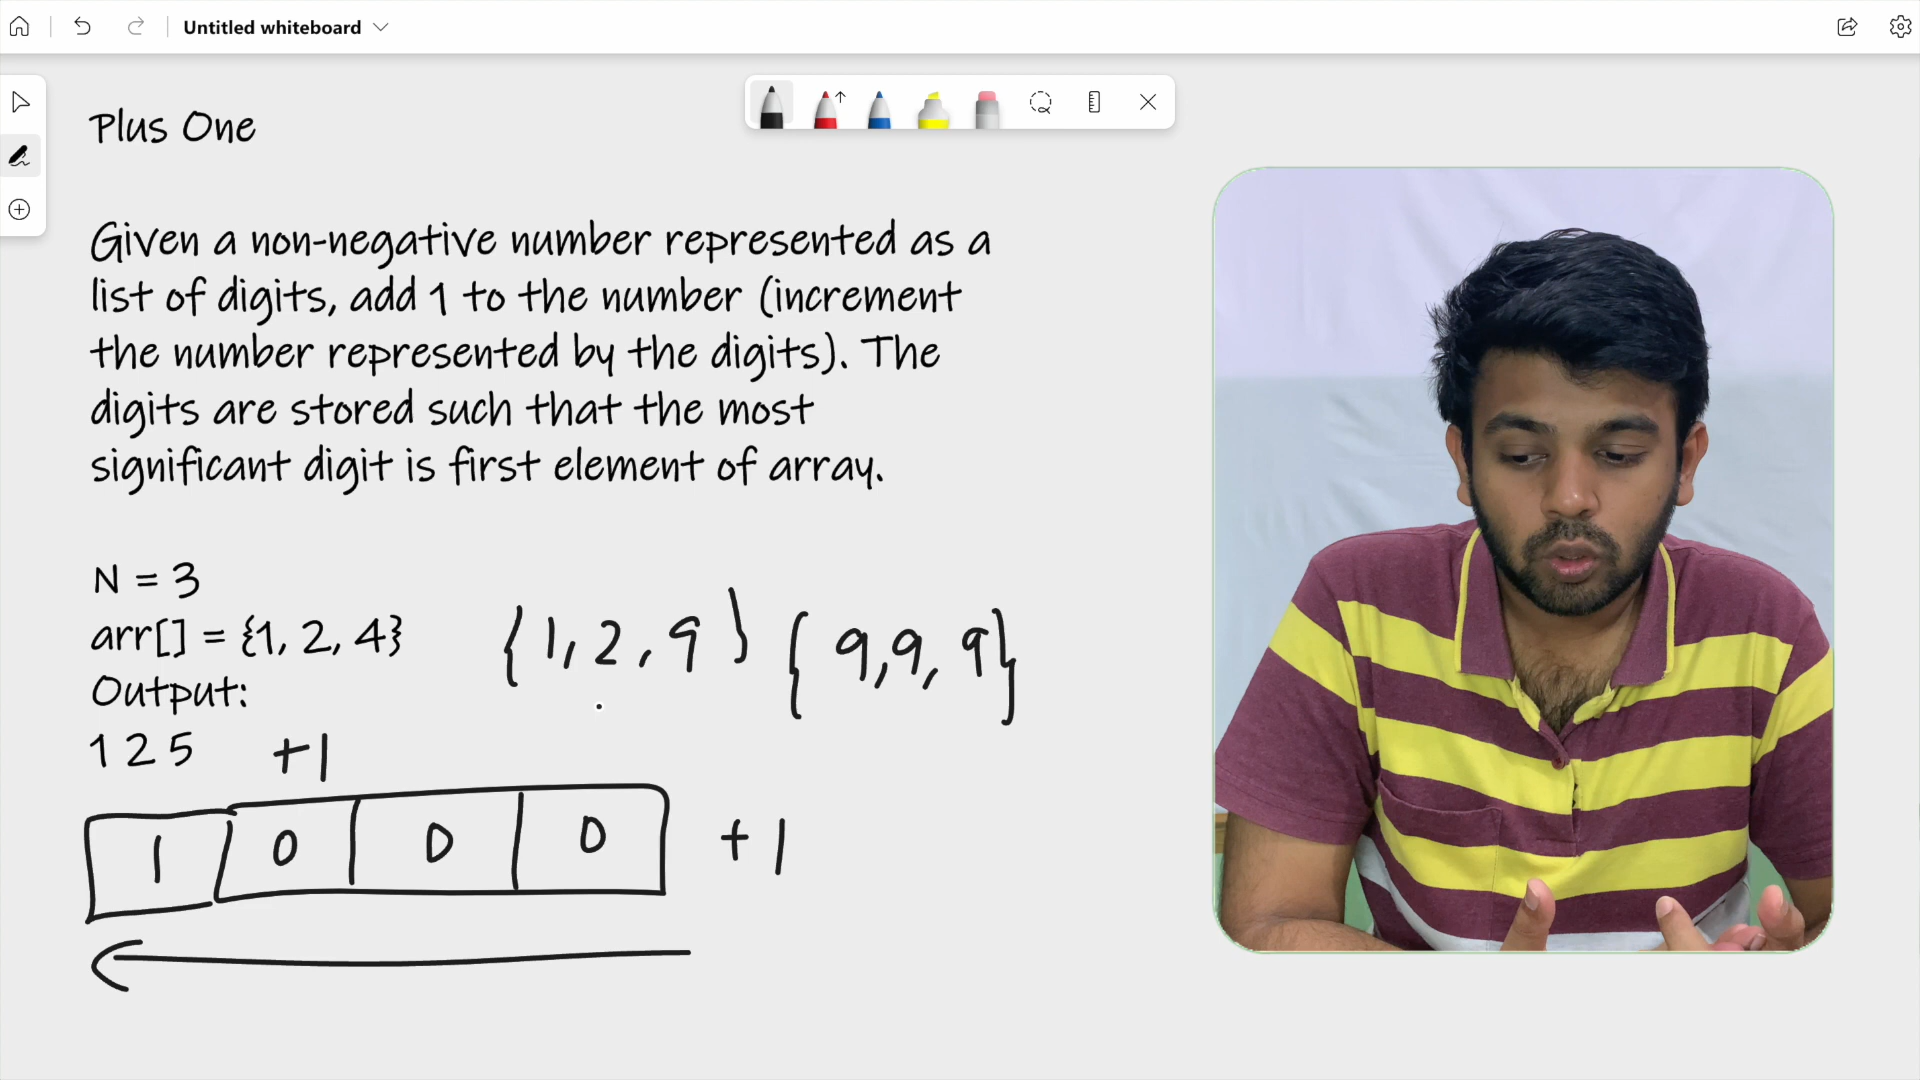 Untitled whiteboard
Plus One
Given a non-negative number represented as a
list of digits, add 1 to the number (increment
the number represented by the digits). The
digits are stored such that the most
significant digit is first element of array.
N = 3
arr[] = {1, 2, 4}
{1, 2, 9} {9, 9, 9}
Output:
1 2 5 +1
1 0 0 0 +1